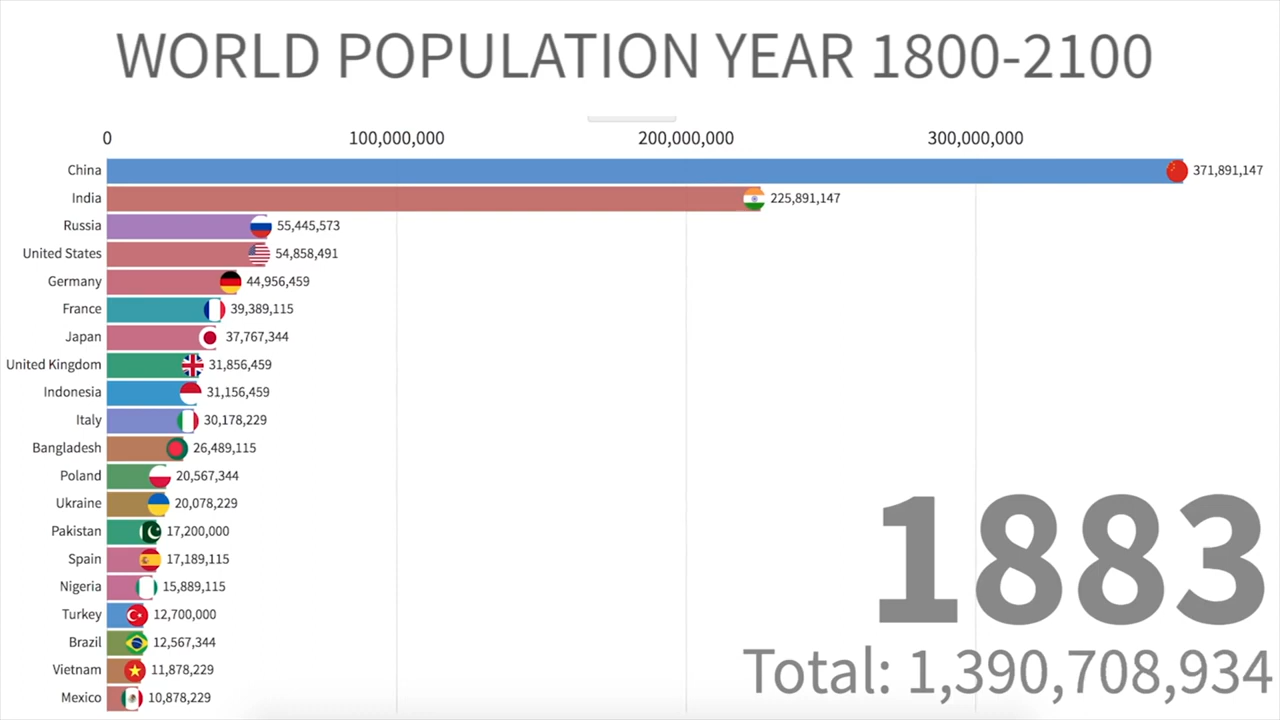 WORLD POPULATION YEAR 1800-2100
0 100,000,000 200,000,000 300,000,000
China 371,891,147
India 225,891,147
Russia 55,445,573
United States 54,858,491
Germany 44,956,459
France 39,389,115
Japan 37,767,344
United Kingdom 31,856,459
Indonesia 31,156,459
Italy 30,178,229
Bangladesh 26,489,115
Poland 20,567,344
Ukraine 20,078,229
Pakistan 17,200,000
Spain 17,189,115
Nigeria 15,889,115
Turkey 12,700,000
Brazil 12,567,344
Vietnam 11,878,229
Mexico 10,878,229
1883
Total: 1,390,708,934